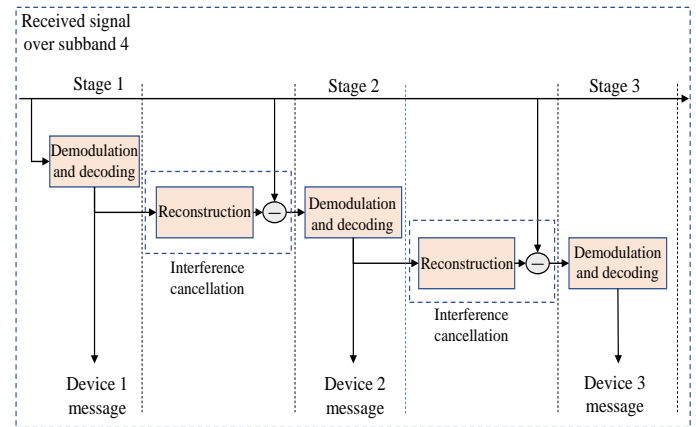 Received signal
over subband 4
Stage 1
Stage 2
Stage 3
Demodulation
and decoding
Reconstruction
−
Interference
cancellation
Demodulation
and decoding
Reconstruction
−
Interference
cancellation
Demodulation
and decoding
Device 1
message
Device 2
message
Device 3
message